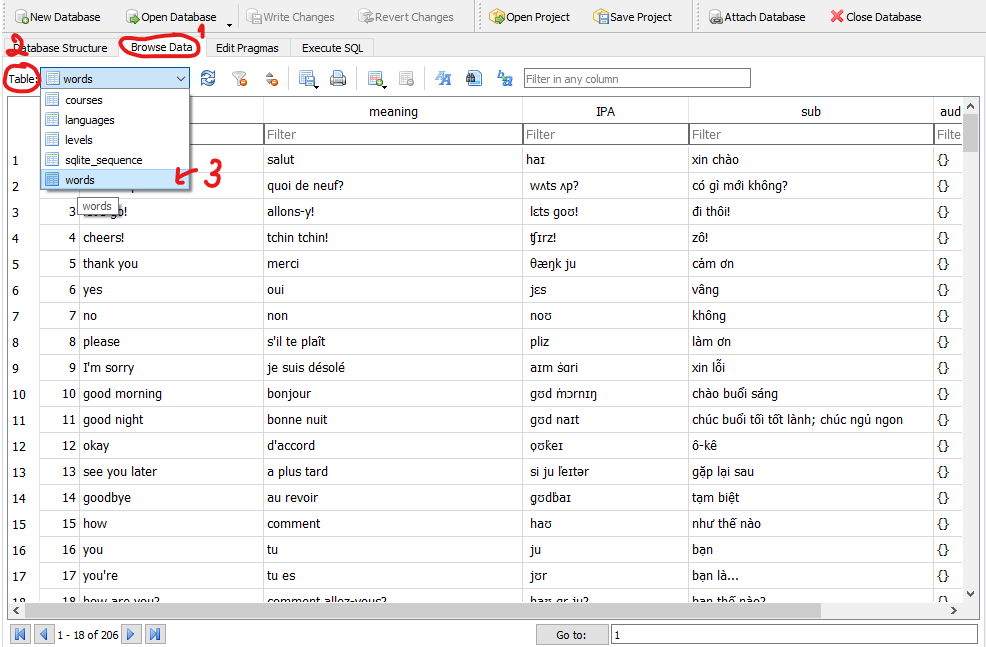 New Database Open Database Write Changes Revert Changes Open Project Save Project Attach Database Close Database
1
2
Database Structure Browse Data Edit Pragmas Execute SQL
Table: words Filter in any column
courses
languages
levels
sqlite_sequence
words
3
words
meaning IPA sub aud
Filter Filter Filter Filte
1 salut haɪ xin chào {}
2 quoi de neuf? wʌts ʌp? có gì mới không? {}
3 3 allons-y! lɛts goʊ! đi thôi! {}
4 4 cheers! tchin tchin! ʧɪrz! zô! {}
5 5 thank you merci θæŋk ju cảm ơn {}
6 6 yes oui jɛs vâng {}
7 7 no non noʊ không {}
8 8 please s'il te plaît pliz làm ơn {}
9 9 I'm sorry je suis désolé aɪm ˈsɑri xin lỗi {}
10 10 good morning bonjour gʊd ˈmɔrnɪŋ chào buổi sáng {}
11 11 good night bonne nuit gʊd naɪt chúc buổi tối tốt lành; chúc ngủ ngon {}
12 12 okay d'accord ˌoʊˈkeɪ ô-kê {}
13 13 see you later a plus tard si ju ˈleɪtər gặp lại sau {}
14 14 goodbye au revoir gʊdˈbaɪ tạm biệt {}
15 15 how comment haʊ như thế nào {}
16 16 you tu ju bạn {}
17 17 you're tu es jʊr bạn là... {}
18 18 how are you? comment allez-vous? haʊ ɑr ju? bạn thế nào? {}
1 - 18 of 206 Go to: 1